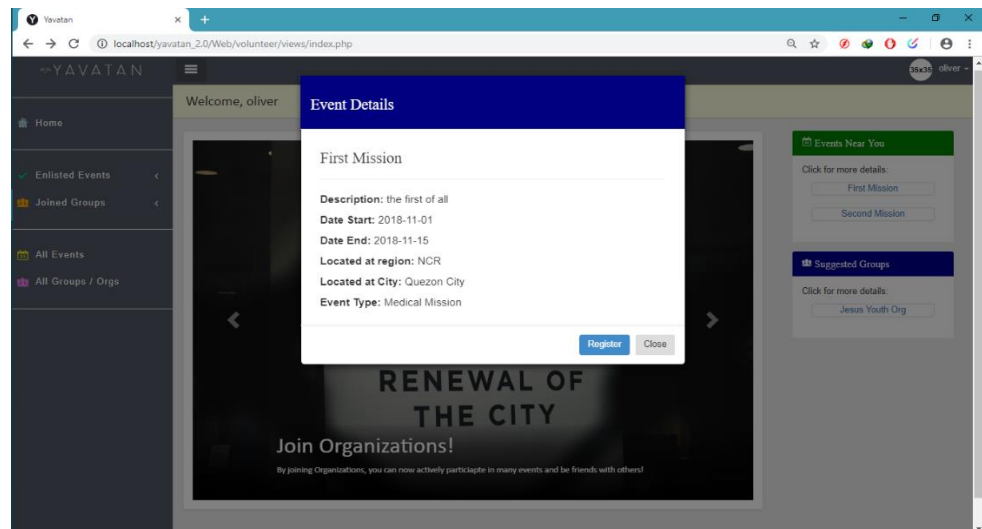 Yavatan
localhost/yavatan_2.0/Web/volunteer/views/index.php
YAVATAN
35x35 oliver
Welcome, oliver
Home
Enlisted Events
Joined Groups
All Events
All Groups / Orgs
Event Details
First Mission
Description: the first of all
Date Start: 2018-11-01
Date End: 2018-11-15
Located at region: NCR
Located at City: Quezon City
Event Type: Medical Mission
Register Close
RENEWAL OF
THE CITY
Join Organizations!
By joining Organizations, you can now actively particiapte in many events and be friends with others!
Events Near You
Click for more details:
First Mission
Second Mission
Suggested Groups
Click for more details:
Jesus Youth Org